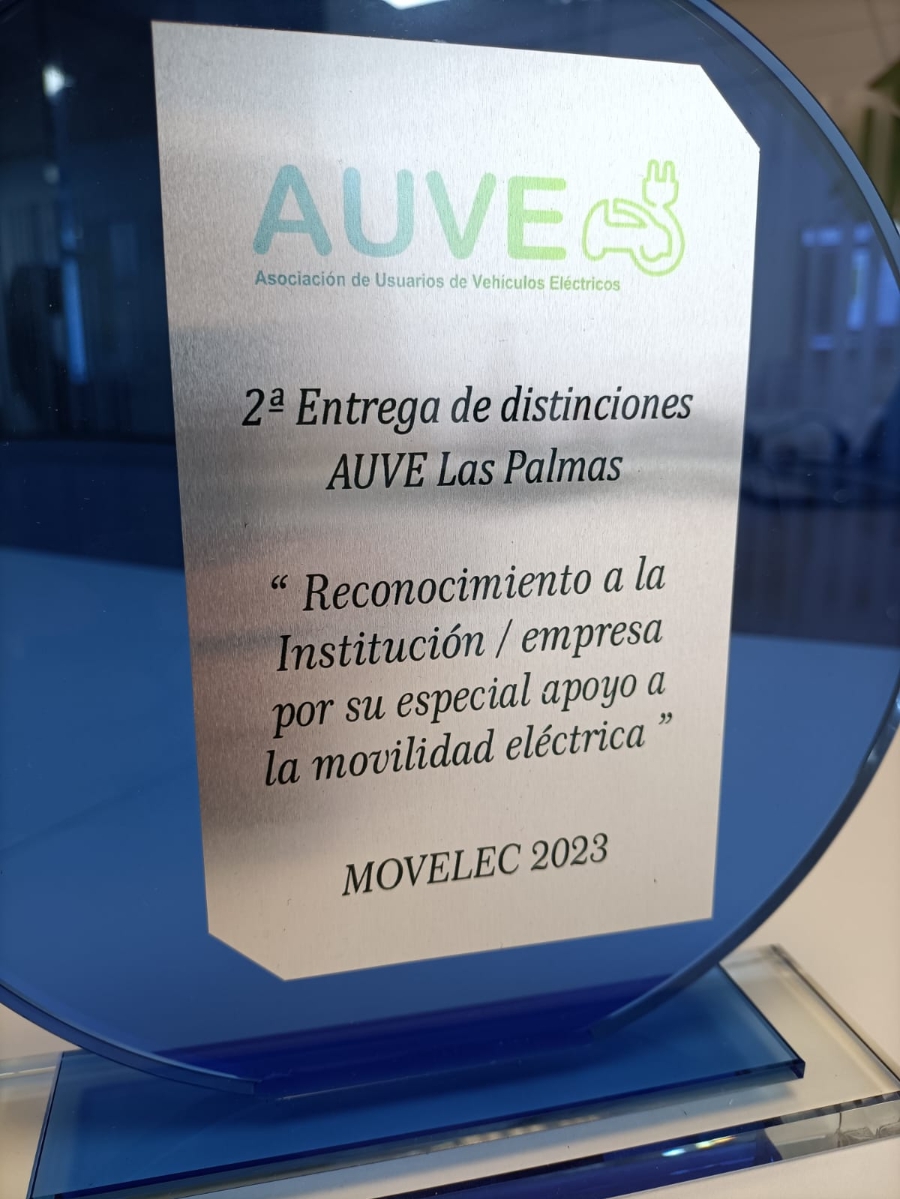 AUVE
Asociación de Usuarios de Vehículos Eléctricos
2ª Entrega de distinciones
AUVE Las Palmas
“ Reconocimiento a la
Institución / empresa
por su especial apoyo a
la movilidad eléctrica ”
MOVELEC 2023